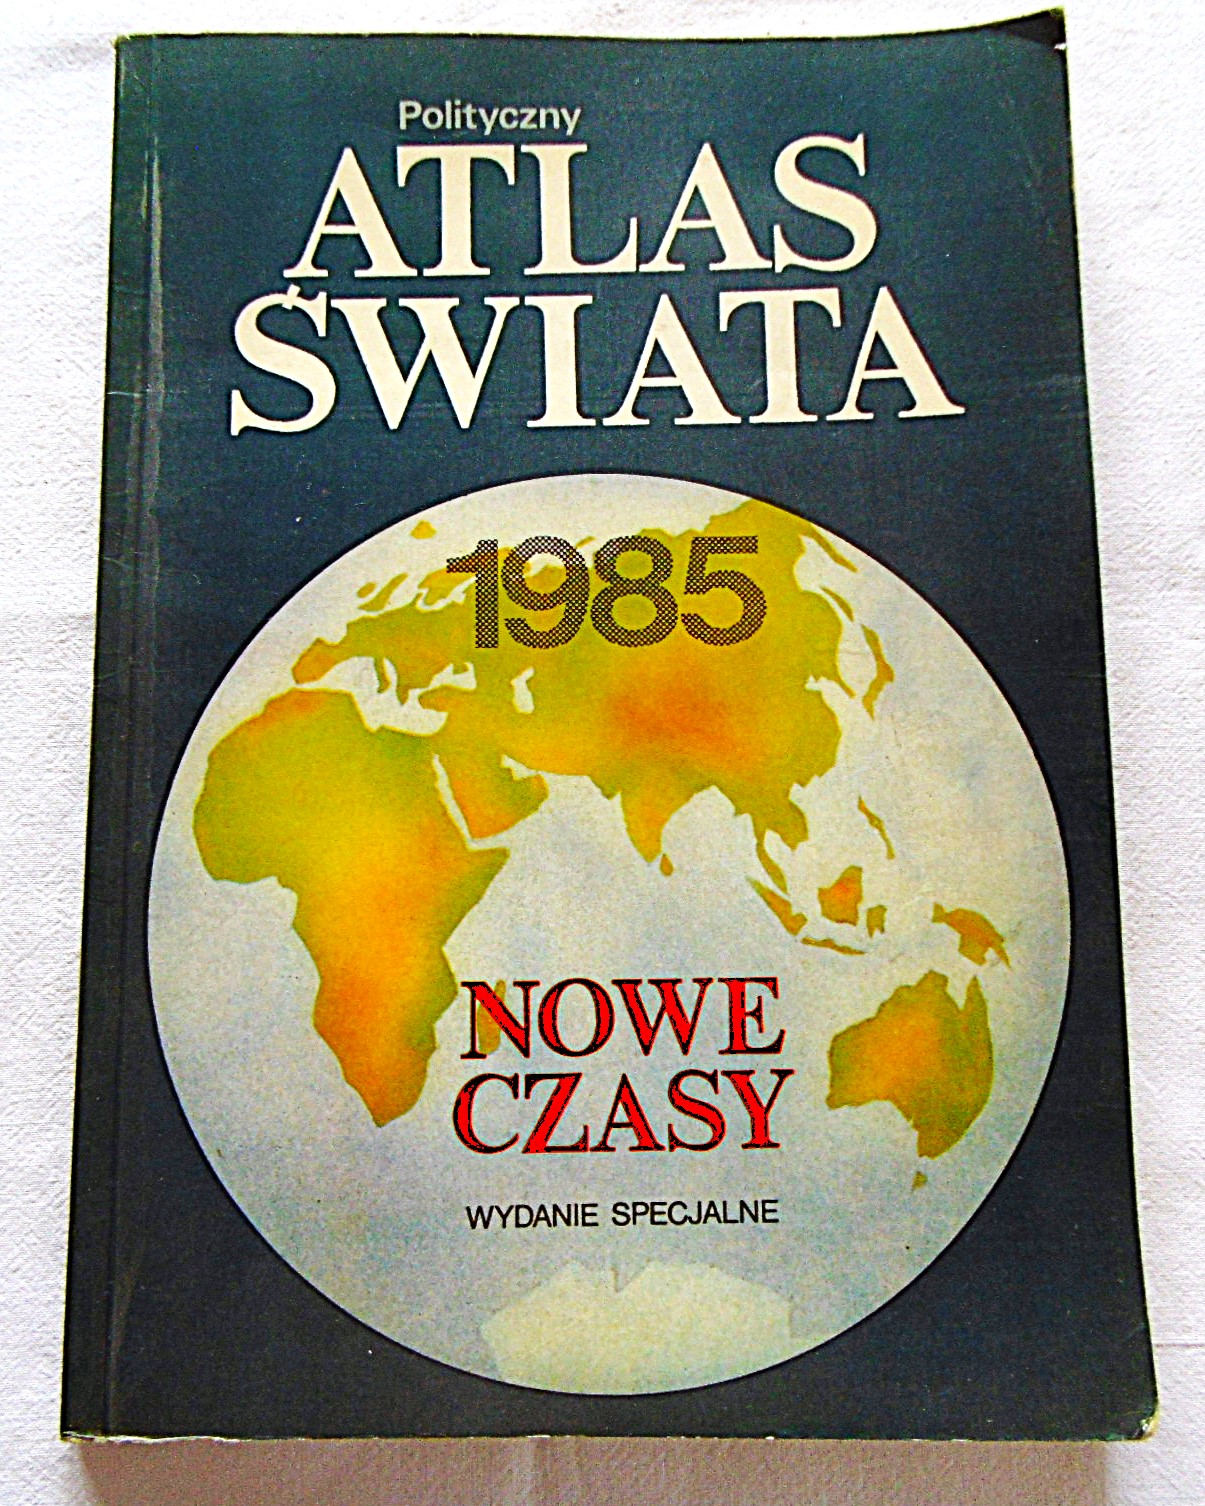 Polityczny
ATLAS
ŚWIATA
1985
NOWE
CZASY
WYDANIE SPECJALNE